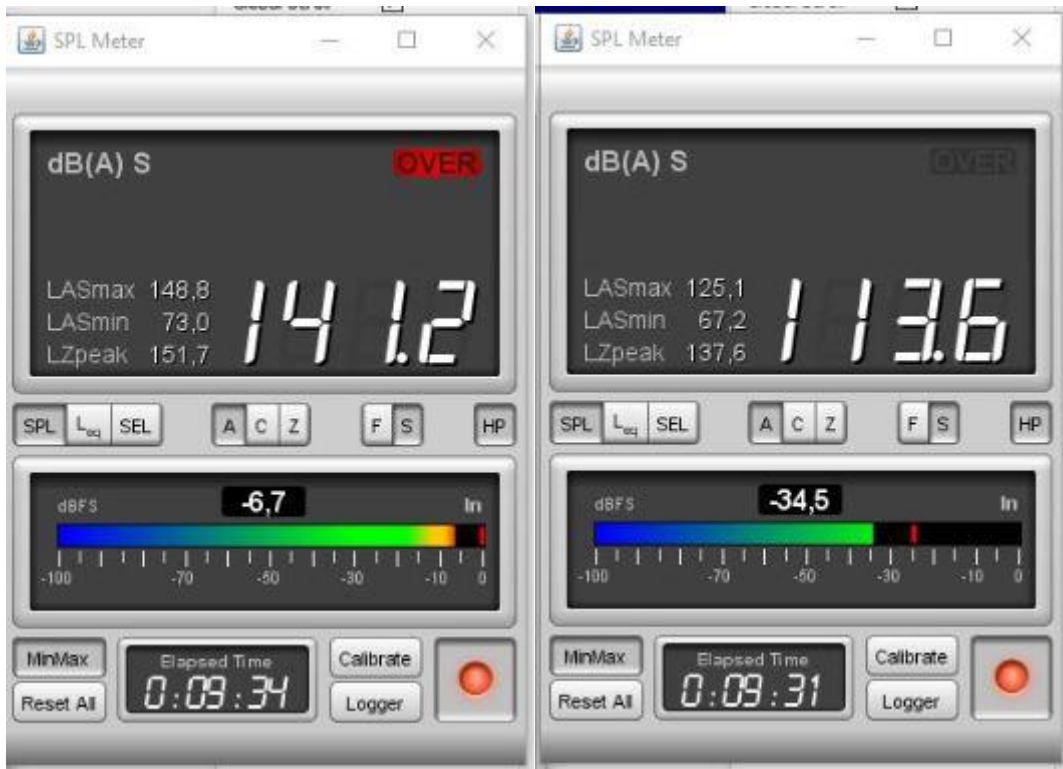 SPL Meter
dB(A) S
OVER
LASmax 148,8
LASmin 73,0
LZpeak 151,7
141.2
SPL Leq SEL A C Z F S HP
dBFS -6,7 In
-100 -70 -50 -30 -10 0
MinMax
Reset All
Elapsed Time
0:09:34
Calibrate
Logger
SPL Meter
dB(A) S
OVER
LASmax 125,1
LASmin 67,2
LZpeak 137,6
113.6
SPL Leq SEL A C Z F S HP
dBFS -34,5 In
-100 -70 -50 -30 -10 0
MinMax
Reset All
Elapsed Time
0:09:31
Calibrate
Logger